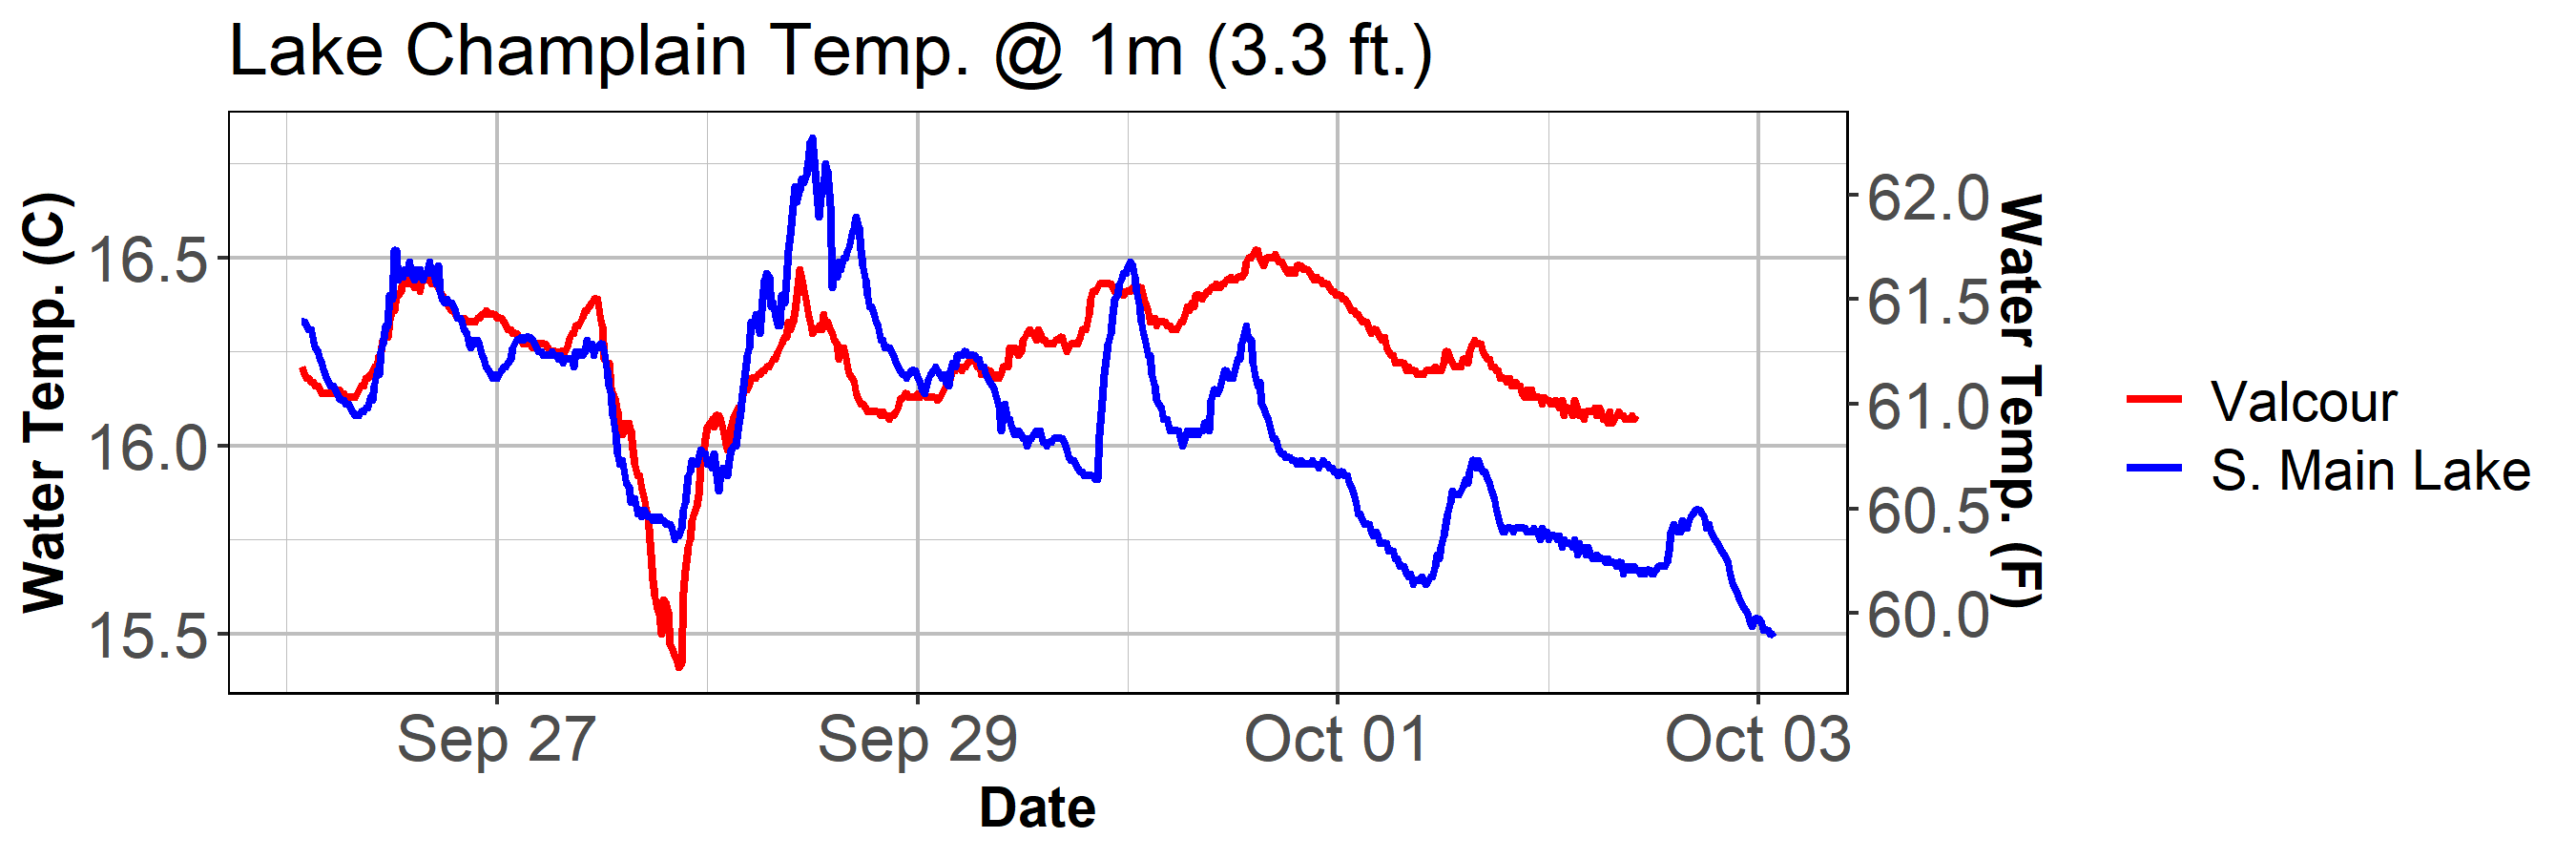 Lake Champlain Temp. @ 1m (3.3 ft.)
Water Temp. (C)
16.5
16.0
15.5
62.0
61.5
61.0
60.5
60.0
Water Temp. (F)
Sep 27
Sep 29
Oct 01
Oct 03
Date
Valcour
S. Main Lake